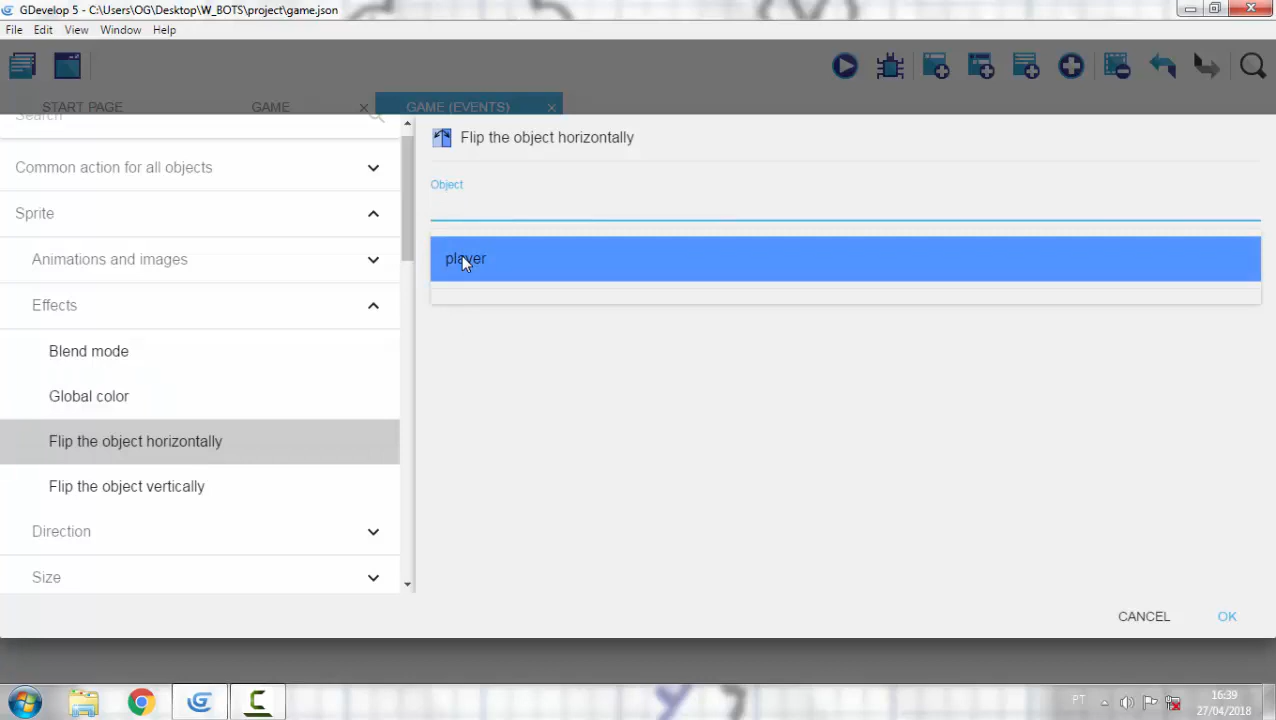 GDevelop 5 - C:\Users\OG\Desktop\W_BOTS\project\game.json
File Edit View Window Help
START PAGE GAME GAME (EVENTS)
Search
Common action for all objects
Sprite
Animations and images
Effects
Blend mode
Global color
Flip the object horizontally
Flip the object vertically
Direction
Size
Flip the object horizontally
Object
player
CANCEL OK
PT
16:39
27/04/2018